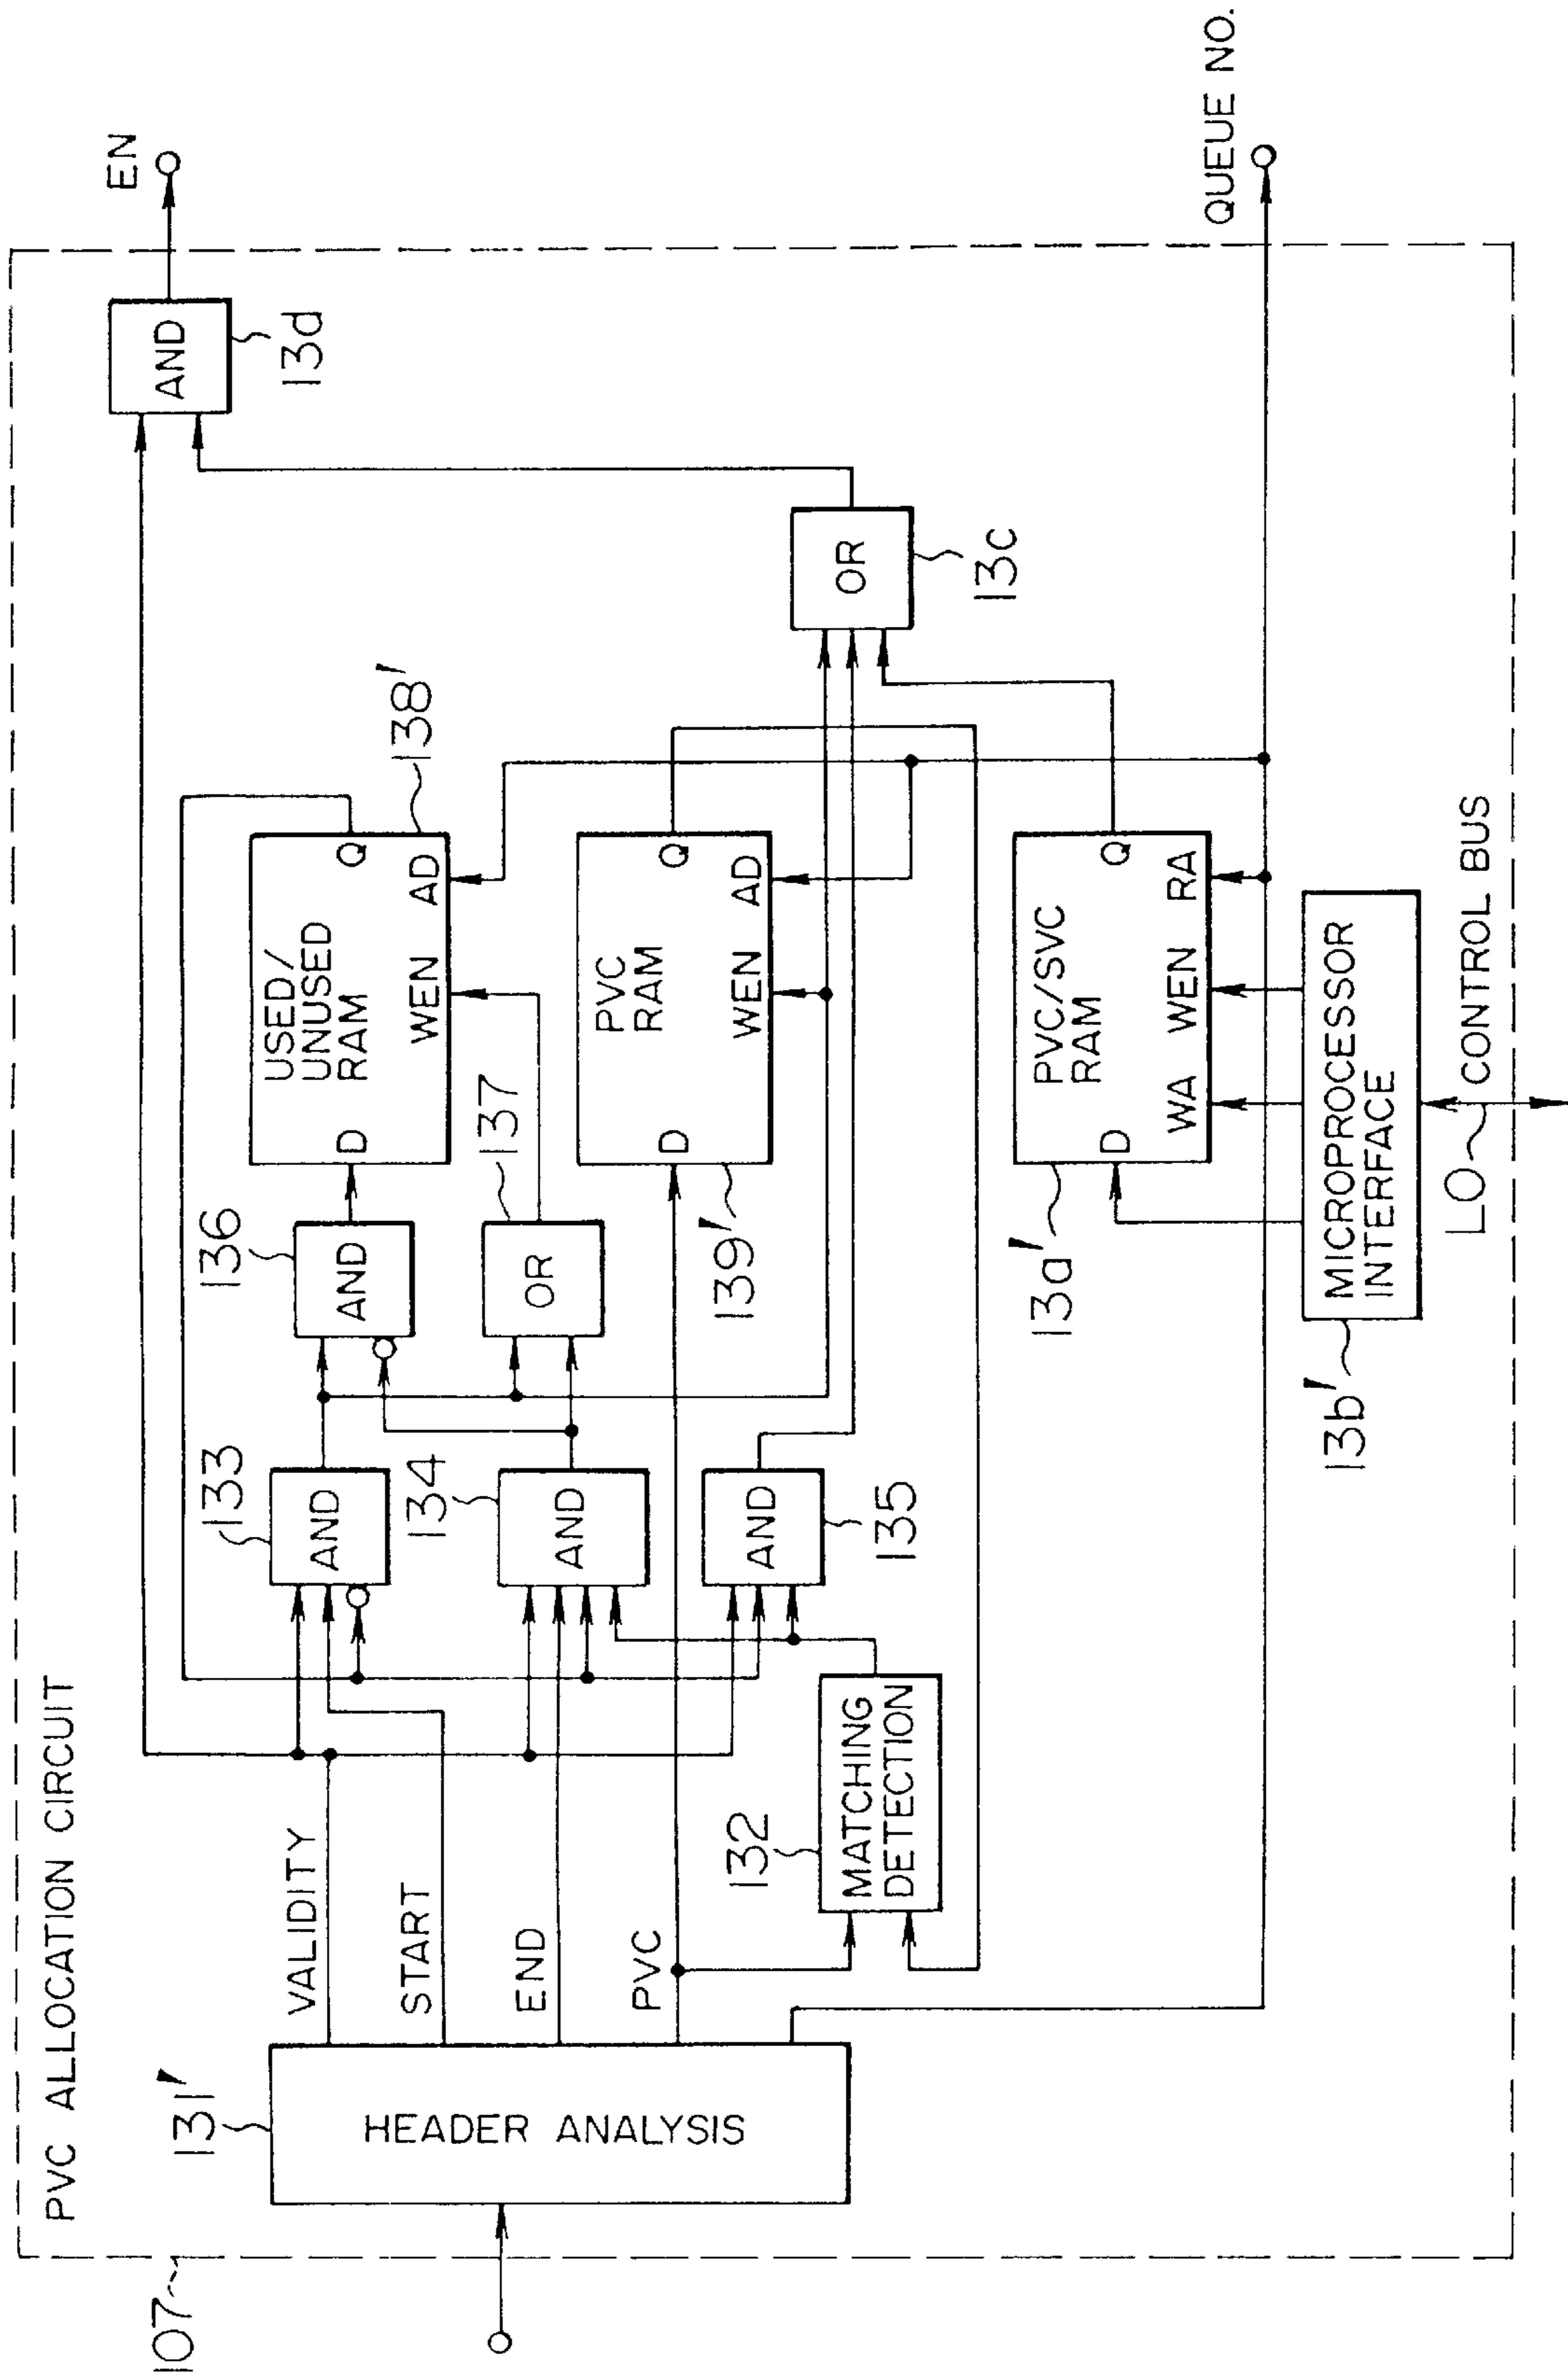 PVC ALLOCATION CIRCUIT
107
131'
HEADER ANALYSIS
VALIDITY
START
END
PVC
132
MATCHING
DETECTION
133
AND
134
AND
135
AND
136
AND
137
OR
USED/
UNUSED
RAM
D
Q
WEN
AD
138'
PVC
RAM
D
Q
WEN
AD
139'
PVC/SVC
RAM
D
Q
WA
WEN
RA
13a'
MICROPROCESSOR
INTERFACE
13b'
LO
CONTROL BUS
OR
13c
AND
13d
EN
QUEUE NO.